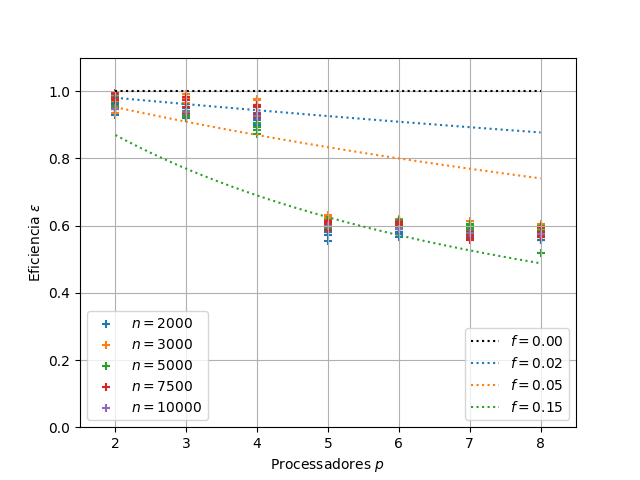 1.0
0.8
0.6
0.4
0.2
0.0
Eficiencia ε
n = 2000
n = 3000
n = 5000
n = 7500
n = 10000
f = 0.00
f = 0.02
f = 0.05
f = 0.15
2 3 4 5 6 7 8
Processadores p